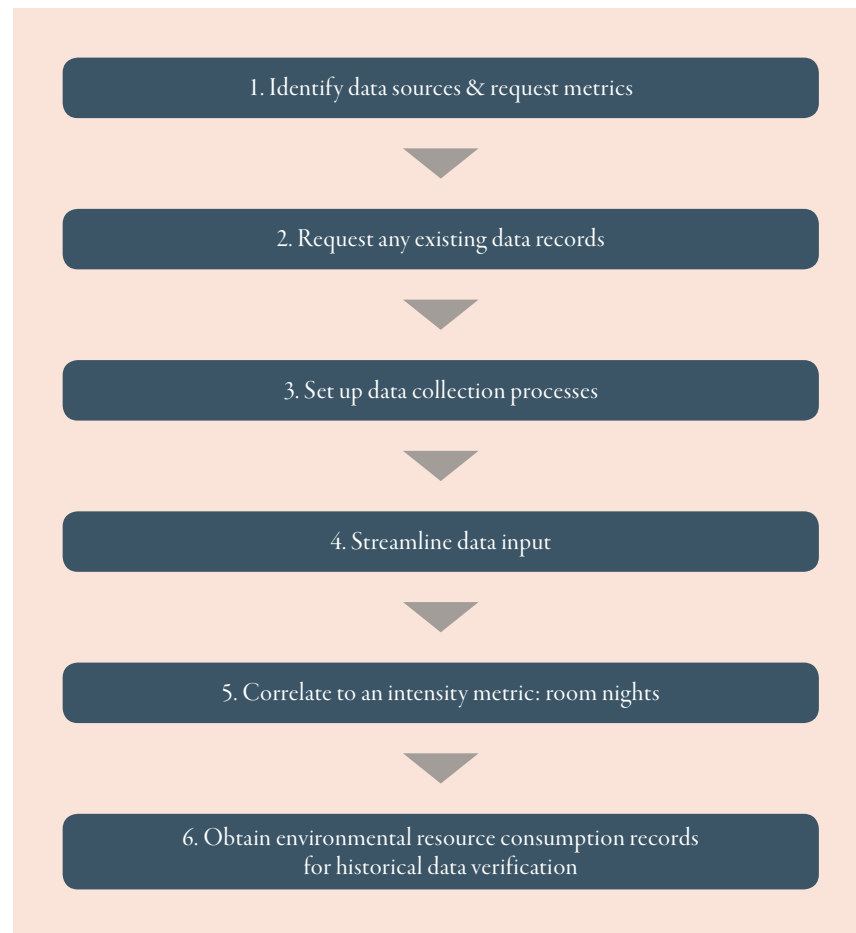 1. Identify data sources & request metrics
2. Request any existing data records
3. Set up data collection processes
4. Streamline data input
5. Correlate to an intensity metric: room nights
6. Obtain environmental resource consumption records
for historical data verification